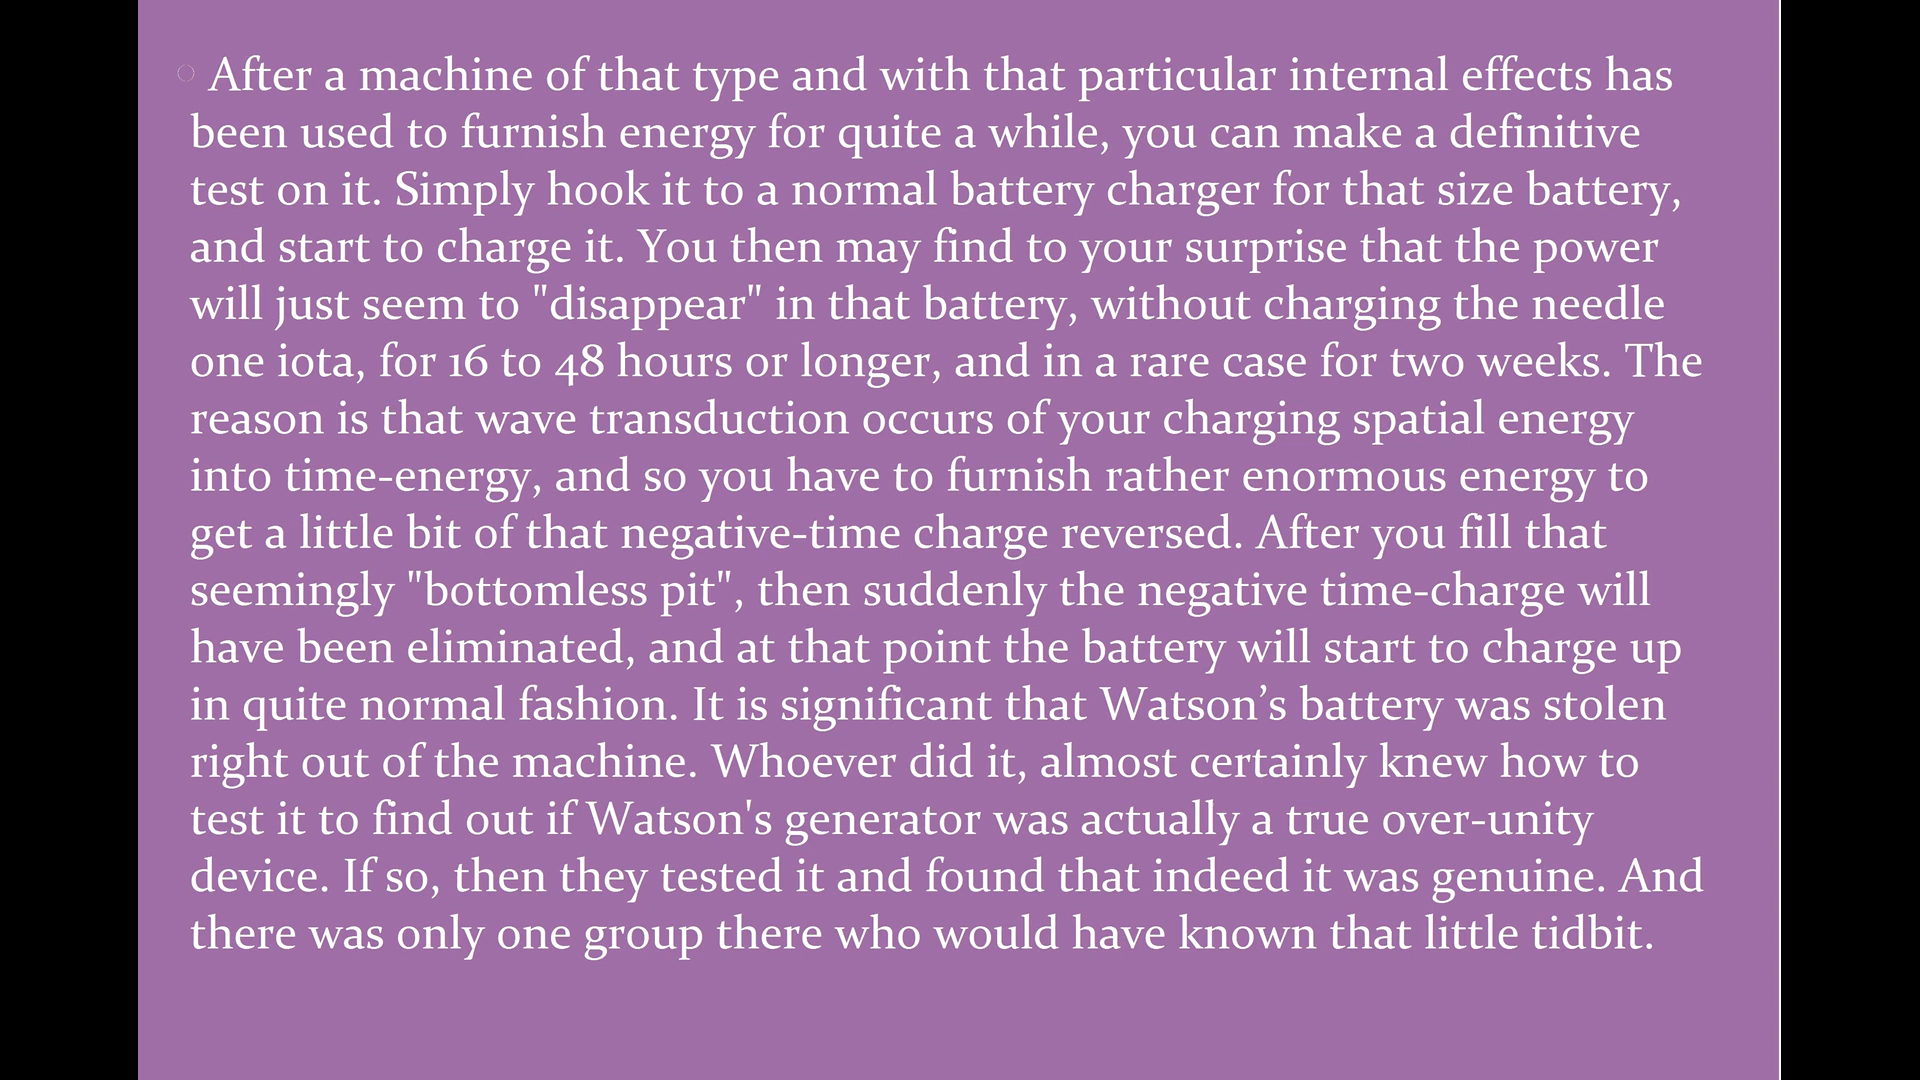 After a machine of that type and with that particular internal effects has
been used to furnish energy for quite a while, you can make a definitive
test on it. Simply hook it to a normal battery charger for that size battery,
and start to charge it. You then may find to your surprise that the power
will just seem to "disappear" in that battery, without charging the needle
one iota, for 16 to 48 hours or longer, and in a rare case for two weeks. The
reason is that wave transduction occurs of your charging spatial energy
into time-energy, and so you have to furnish rather enormous energy to
get a little bit of that negative-time charge reversed. After you fill that
seemingly "bottomless pit", then suddenly the negative time-charge will
have been eliminated, and at that point the battery will start to charge up
in quite normal fashion. It is significant that Watson’s battery was stolen
right out of the machine. Whoever did it, almost certainly knew how to
test it to find out if Watson's generator was actually a true over-unity
device. If so, then they tested it and found that indeed it was genuine. And
there was only one group there who would have known that little tidbit.